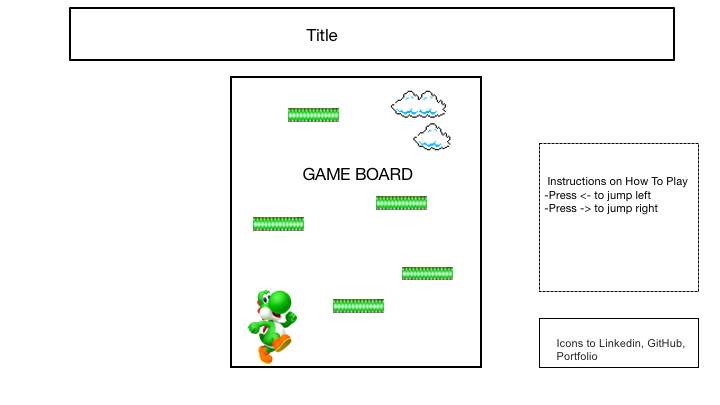 Title
GAME BOARD
Instructions on How To Play
-Press <- to jump left
-Press -> to jump right
Icons to Linkedin, GitHub,
Portfolio